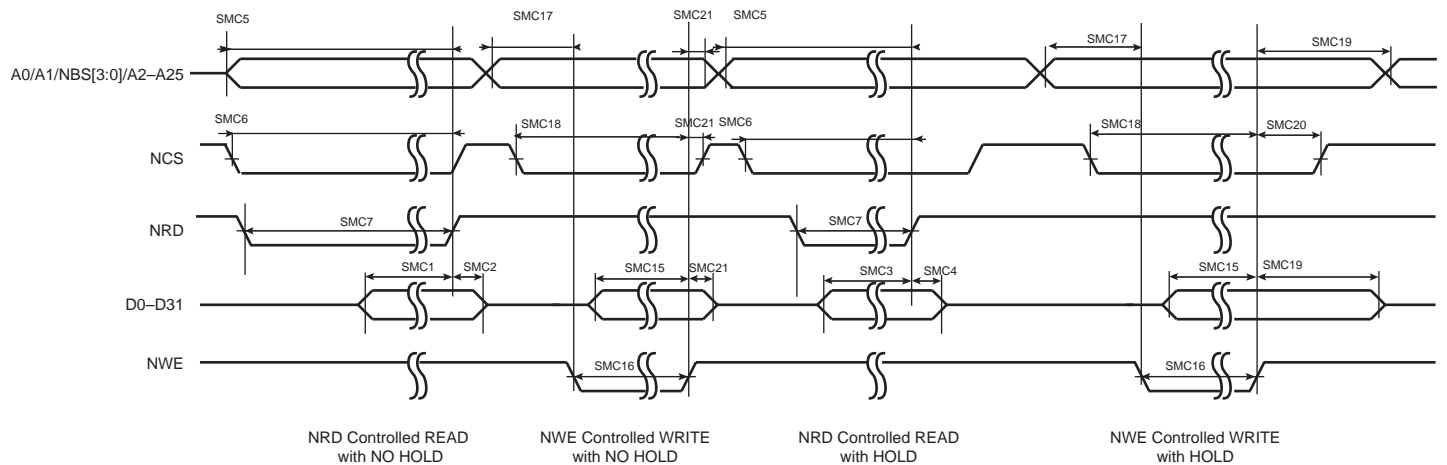 SMC5 SMC17 SMC21 SMC5 SMC17 SMC19
A0/A1/NBS[3:0]/A2–A25
SMC6 SMC18 SMC21 SMC6 SMC18 SMC20
NCS
SMC7 SMC7
NRD
SMC1 SMC2 SMC15 SMC21 SMC3 SMC4 SMC15 SMC19
D0–D31
NWE
SMC16 SMC16
NRD Controlled READ
with NO HOLD
NWE Controlled WRITE
with NO HOLD
NRD Controlled READ
with HOLD
NWE Controlled WRITE
with HOLD